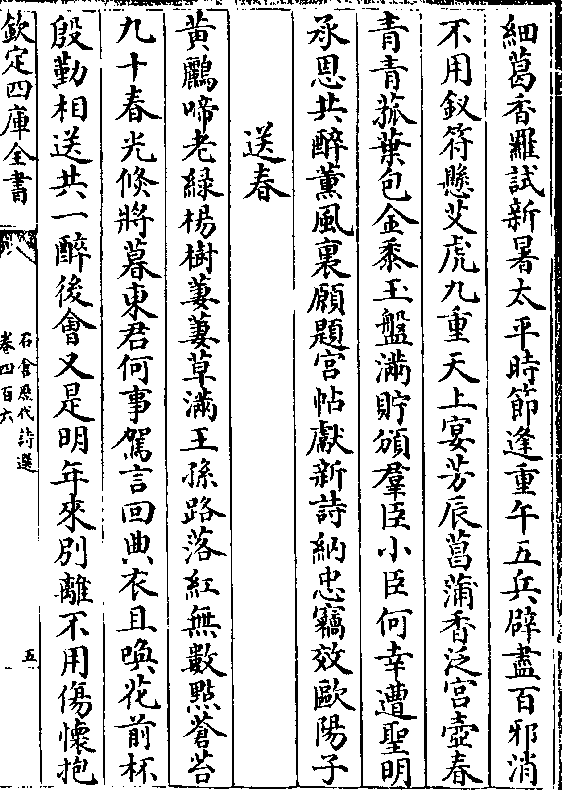 細葛香羅試新暑太平時節逢重午五兵辟盡百邪消
不用釵符懸艾虎九重天上宴芳辰菖蒲香泛宮壺春
青青菰葉包金黍玉盤滿貯頒羣臣小臣何幸遭聖明
承恩共醉薰風裏願題宮帖獻新詩納忠竊效歐陽子
送春
黄鸝啼老緑楊樹萋萋草滿王孫路落紅無數㸃蒼苔
九十春光倐將暮東君何事駕言回典衣且喚花前杯
殷勤相送共一醉後會又是明年來别離不用傷懷抱
欽定四庫全書
石倉歷代詩選
卷四百六
五